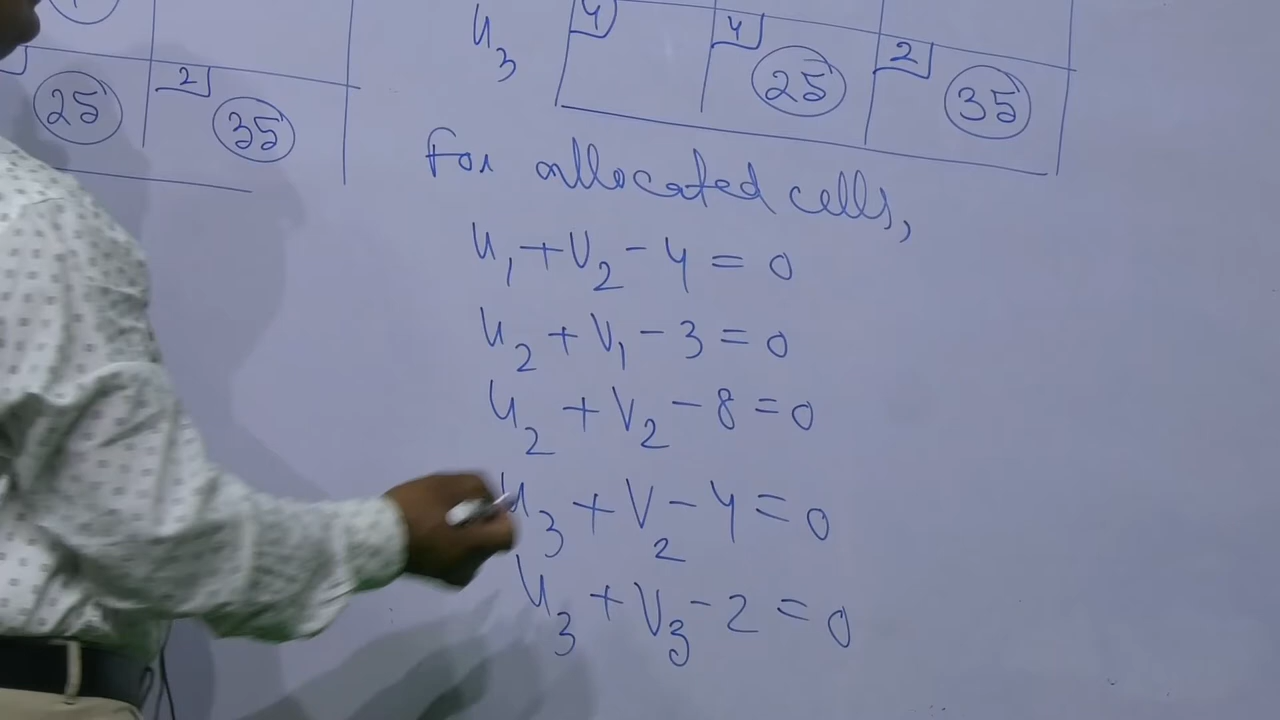 u3 4 4 25 2 35
25 2 35
For allocated cells,
u1 + v2 - 4 = 0
u2 + v1 - 3 = 0
u2 + v2 - 8 = 0
u3 + v2 - 4 = 0
u3 + v3 - 2 = 0